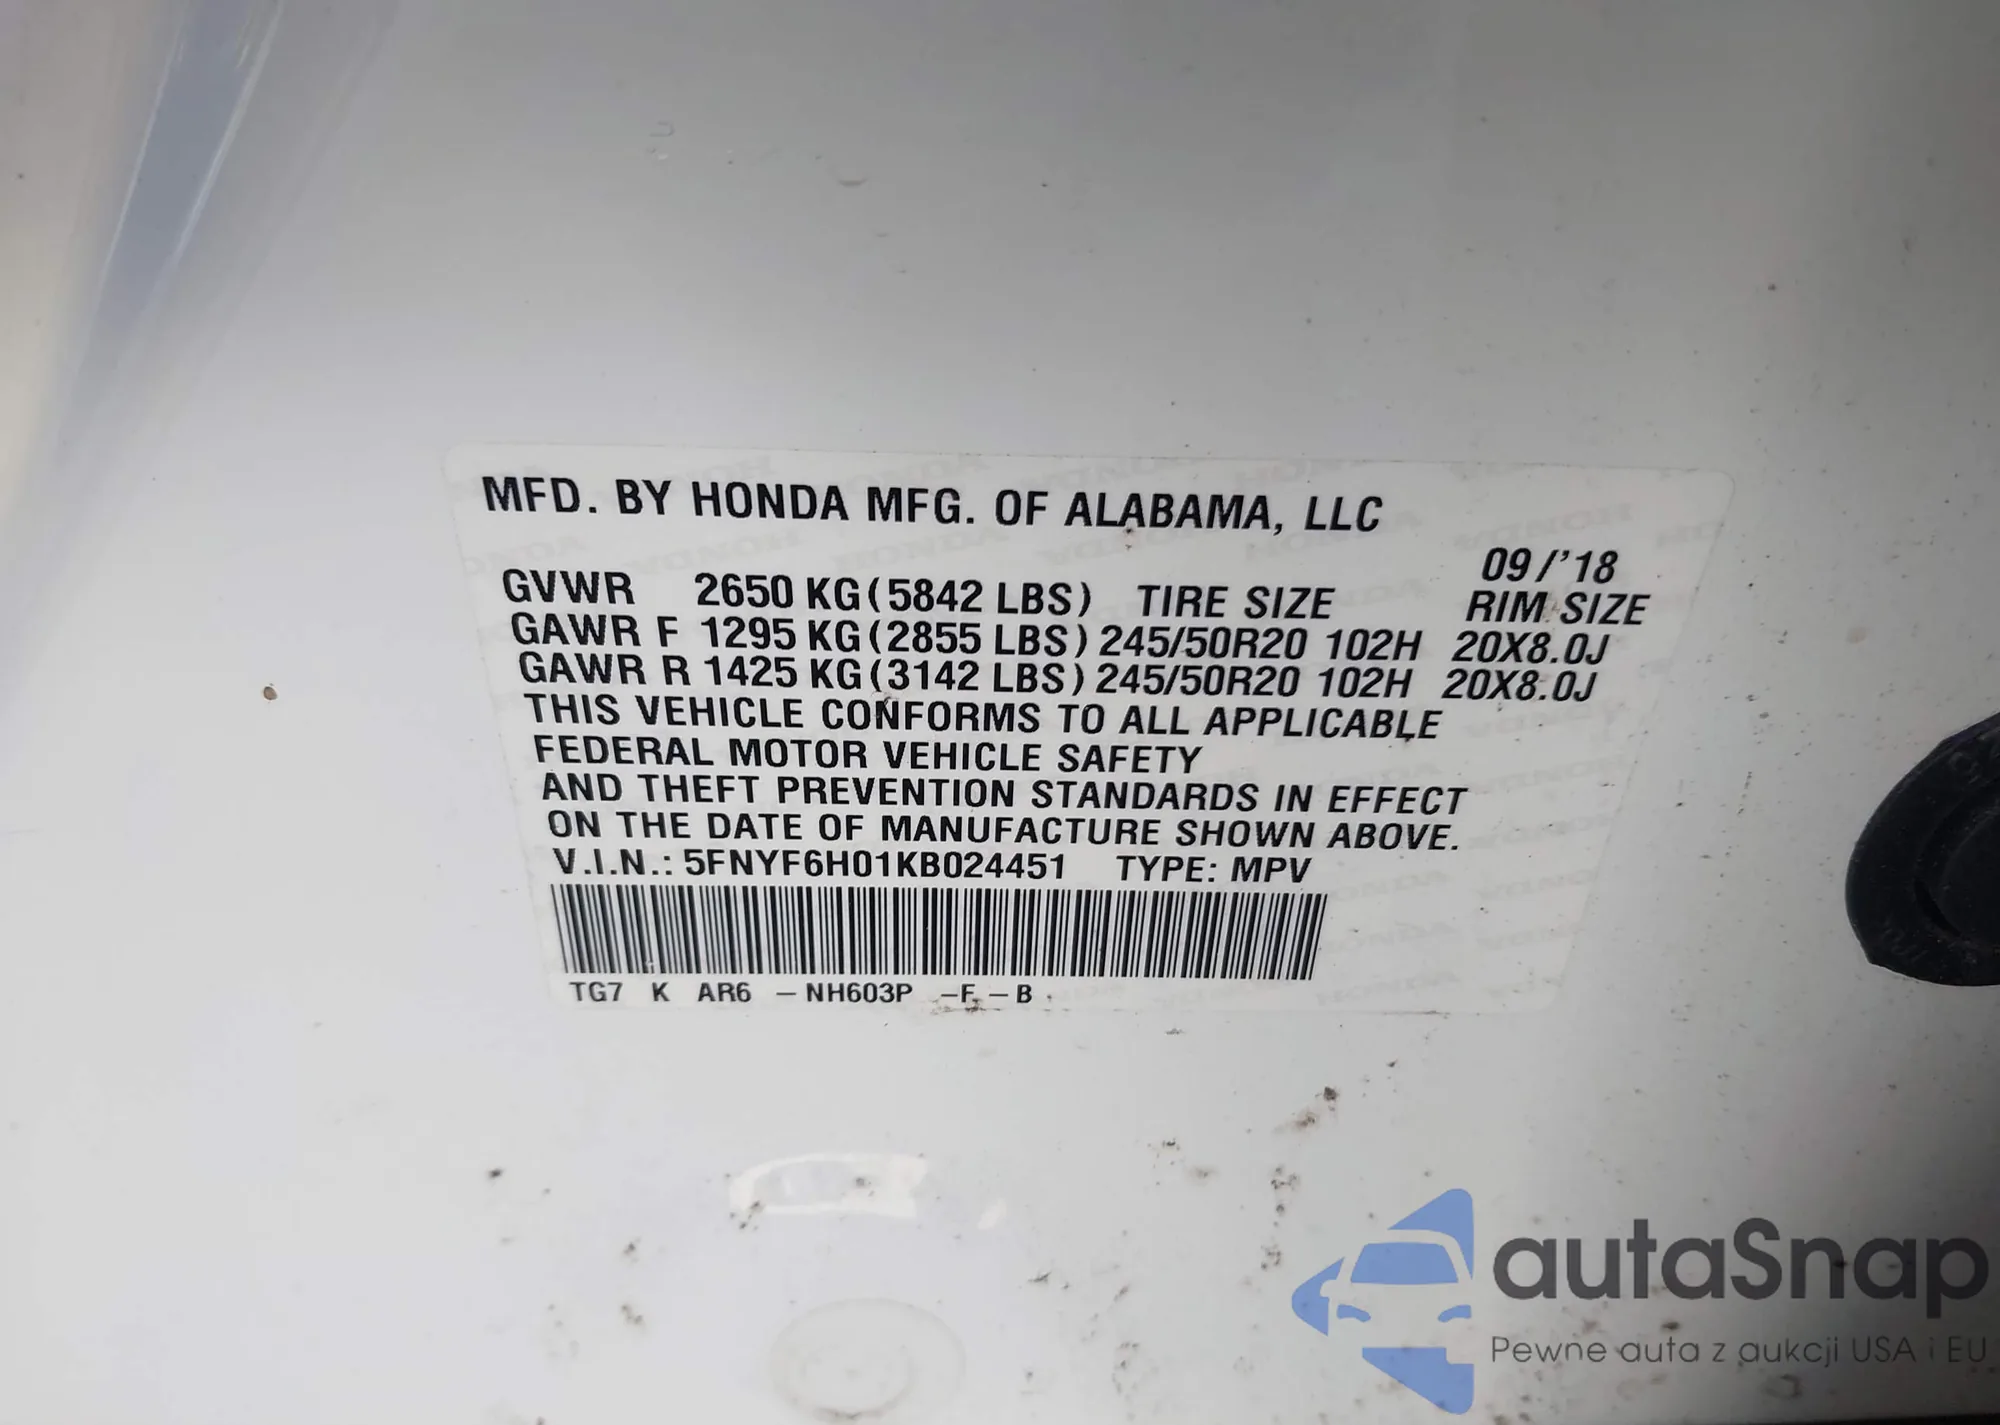 MFD. BY HONDA MFG. OF ALABAMA, LLC
09/'18
GVWR 2650 KG (5842 LBS) TIRE SIZE RIM SIZE
GAWR F 1295 KG (2855 LBS) 245/50R20 102H 20X8.0J
GAWR R 1425 KG (3142 LBS) 245/50R20 102H 20X8.0J
THIS VEHICLE CONFORMS TO ALL APPLICABLE
FEDERAL MOTOR VEHICLE SAFETY
AND THEFT PREVENTION STANDARDS IN EFFECT
ON THE DATE OF MANUFACTURE SHOWN ABOVE.
V.I.N.: 5FNYF6H01KB024451 TYPE: MPV
TG7 K AR6 – NH603P –F – B
autaSnap
Pewne auta z aukcji USA i EU